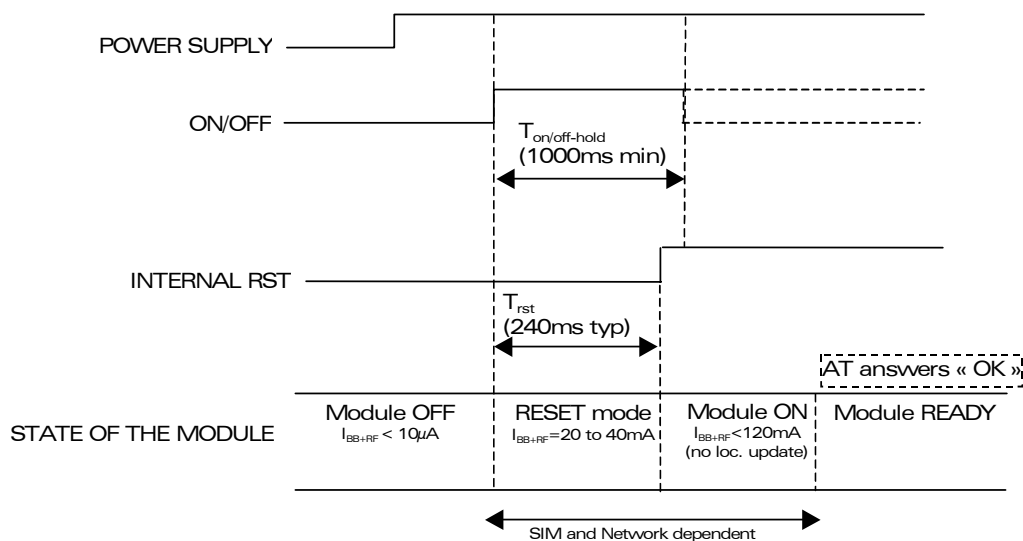 POWER SUPPLY
ON/OFF
Ton/off-hold
(1000ms min)
INTERNAL RST
Trst
(240ms typ)
AT answers « OK »
STATE OF THE MODULE
Module OFF
IBB+RF < 10µA
RESET mode
IBB+RF=20 to 40mA
Module ON
IBB+RF<120mA
(no loc. update)
Module READY
SIM and Network dependent